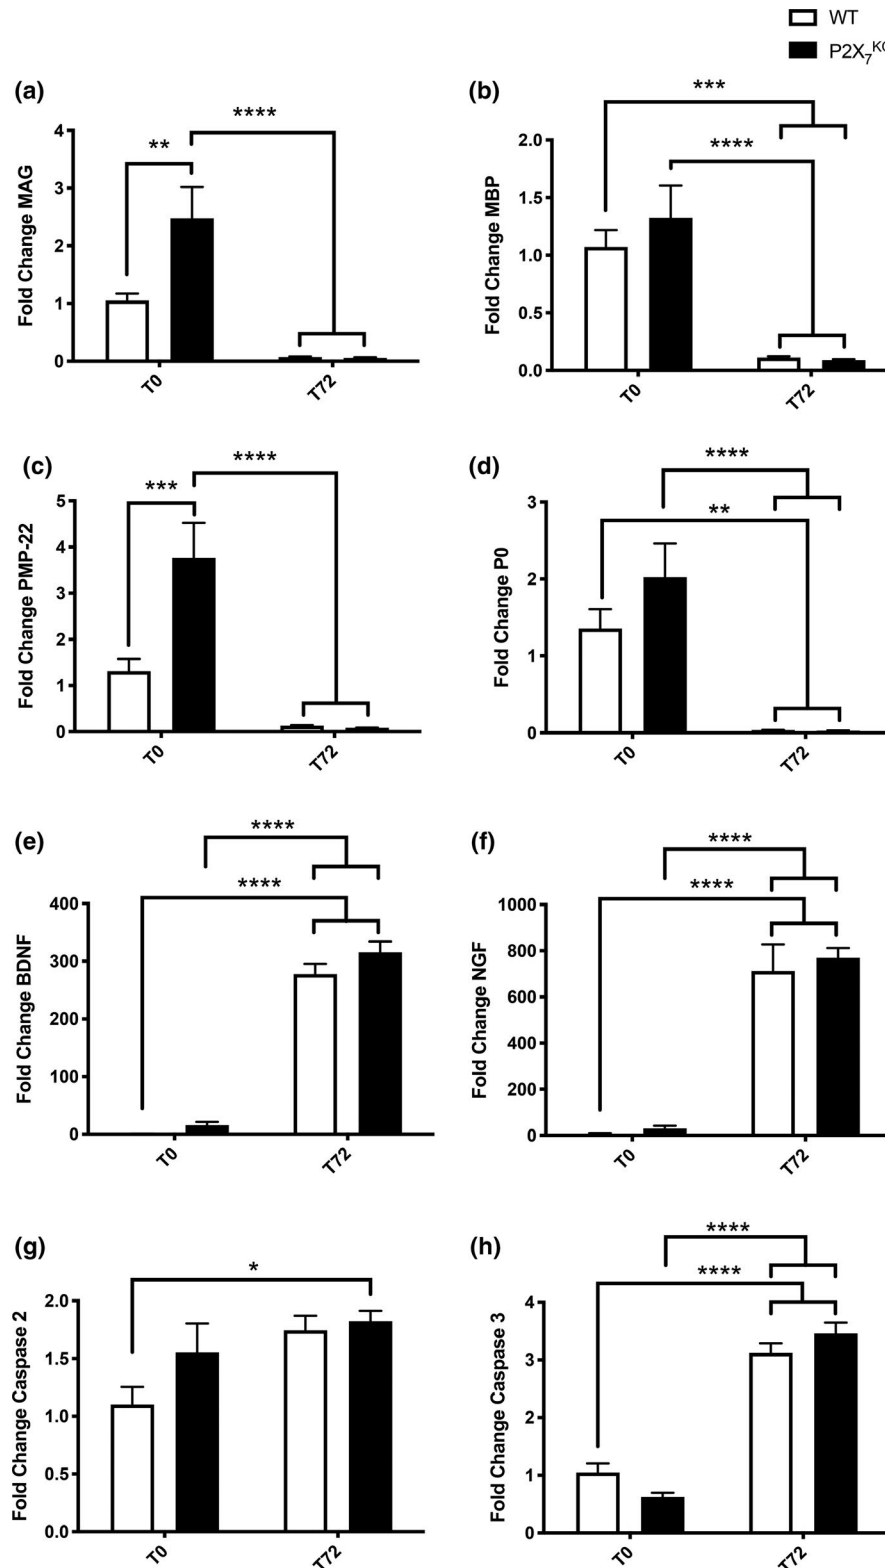 WT
P2X7KO
(a)
****
**
4
3
2
1
0
Fold Change MAG
T0
T72
(b)
***
****
2.0
1.5
1.0
0.5
0.0
Fold Change MBP
T0
T72
(c)
****
***
5
4
3
2
1
0
Fold Change PMP-22
T0
T72
(d)
****
**
3
2
1
0
Fold Change P0
T0
T72
(e)
****
****
400
300
200
100
0
Fold Change BDNF
T0
T72
(f)
****
****
1000
800
600
400
200
0
Fold Change NGF
T0
T72
(g)
*
2.0
1.5
1.0
0.5
0.0
Fold Change Caspase 2
T0
T72
(h)
****
****
4
3
2
1
0
Fold Change Caspase 3
T0
T72